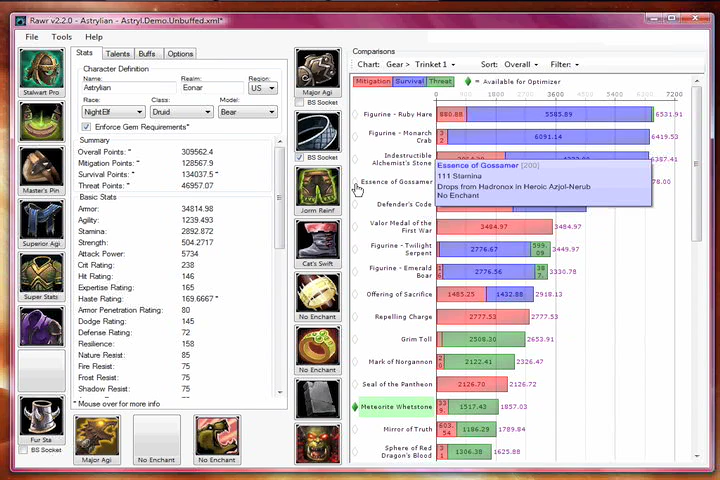 Rawr v2.2.0 - Astrylian - Astryl.Demo.Unbuffed.xml*
File Tools Help
Stats Talents Buffs Options
Character Definition
Name: Realm: Region:
Astrylian Eonar US
Race: Class: Model:
NightElf Druid Bear
Enforce Gem Requirements*
Summary
Overall Points: * 309562.4
Mitigation Points: * 128567.9
Survival Points: * 134037.5*
Threat Points: * 46957.07
Basic Stats
Armor: 34814.98
Agility: 1239.493
Stamina: 2892.872
Strength: 504.2717
Attack Power: 5734
Crit Rating: 238
Hit Rating: 146
Expertise Rating: 165
Haste Rating: 169.6667*
Armor Penetration Rating: 80
Dodge Rating: 145
Defense Rating: 72
Resilience: 158
Nature Resist: 85
Fire Resist: 75
Frost Resist: 75
Shadow Resist: 75
* Mouse over for more info
Stalwart Pro
Master's Pin
Superior Agi
Super Stats
Fur Sta
BS Socket
Major Agi
No Enchant
No Enchant
Major Agi
BS Socket
BS Socket
Jorm Reinf
Cat's Swift
No Enchant
No Enchant
Comparisons
Chart: Gear > Trinket 1 Sort: Overall Filter:
Mitigation Survival Threat = Available for Optimizer
0 1200 2400 3600 4800 6000 7200
Figurine - Ruby Hare 880.88 5585.89 6531.91
Figurine - Monarch Crab 32 6091.14 6419.53
Indestructible Alchemist's Stone 6387.41
Essence of Gossamer 78.00
Essence of Gossamer [200]
111 Stamina
Drops from Hadronox in Heroic Azjol-Nerub
No Enchant
Defender's Code
Valor Medal of the First War 3484.97 3484.97
Figurine - Twilight Serpent 2776.67 599.09 3449.97
Figurine - Emerald Boar 16 2776.56 387. 3330.78
Offering of Sacrifice 1485.25 1432.88 2918.13
Repelling Charge 2777.53 2777.53
Grim Toll 2508.30 2653.91
Mark of Norgannon 20 2122.41 2326.47
Seal of the Pantheon 2126.70 2126.72
Meteorite Whetstone 339. 1517.43 1857.03
Mirror of Truth 603.54 1186.29 1789.84
Sphere of Red Dragon's Blood 31 1306.38 1625.88